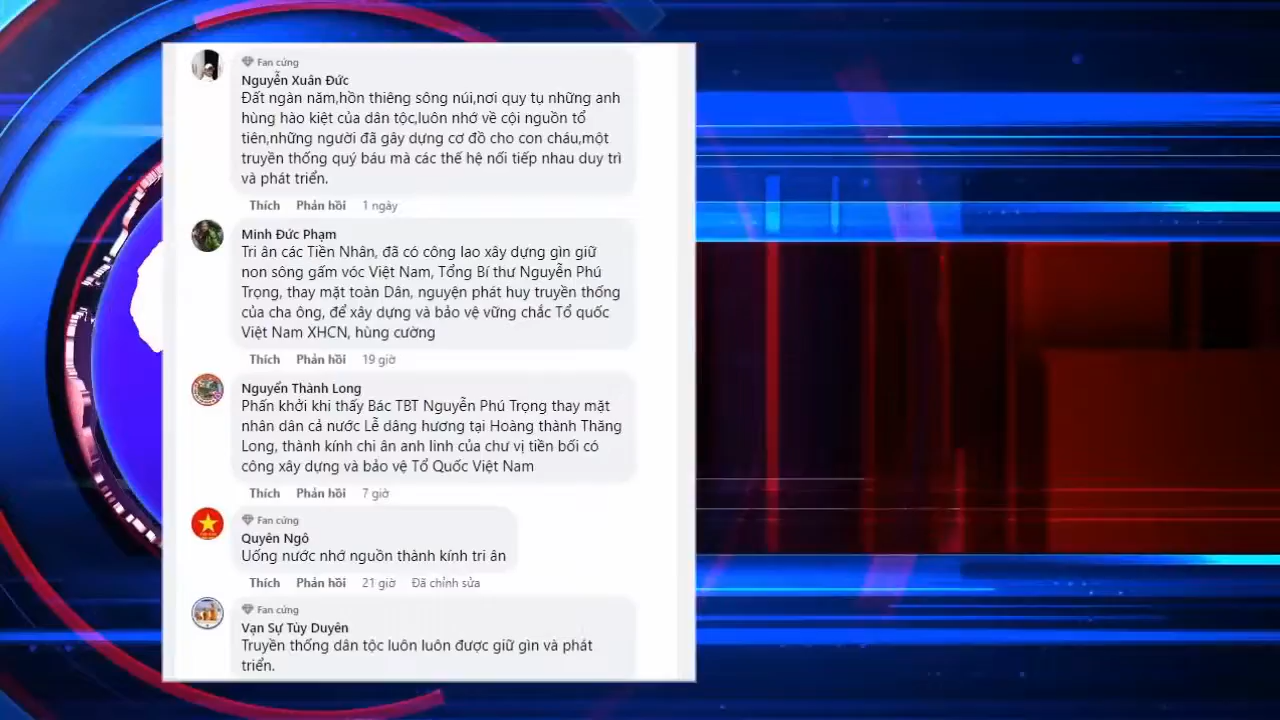 Fan cứng
Nguyễn Xuân Đức
Đất ngàn năm,hồn thiêng sông núi,nơi quy tụ những anh
hùng hào kiệt của dân tộc,luôn nhớ về cội nguồn tổ
tiên,những người đã gây dựng cơ đồ cho con cháu,một
truyền thống quý báu mà các thế hệ nối tiếp nhau duy trì
và phát triển.
Thích Phản hồi 1 ngày
Minh Đức Phạm
Tri ân các Tiền Nhân, đã có công lao xây dựng gìn giữ
non sông gấm vóc Việt Nam, Tổng Bí thư Nguyễn Phú
Trọng, thay mặt toàn Dân, nguyện phát huy truyền thống
của cha ông, để xây dựng và bảo vệ vững chắc Tổ quốc
Việt Nam XHCN, hùng cường
Thích Phản hồi 19 giờ
Nguyển Thành Long
Phấn khởi khi thấy Bác TBT Nguyễn Phú Trọng thay mặt
nhân dân cả nước Lễ dâng hương tại Hoàng thành Thăng
Long, thành kính chi ân anh linh của chư vị tiền bối có
công xây dựng và bảo vệ Tổ Quốc Việt Nam
Thích Phản hồi 7 giờ
Fan cứng
Quyên Ngô
Uống nước nhớ nguồn thành kính tri ân
Thích Phản hồi 21 giờ Đã chỉnh sửa
Fan cứng
Vạn Sự Tùy Duyên
Truyền thống dân tộc luôn luôn được giữ gìn và phát
triển.